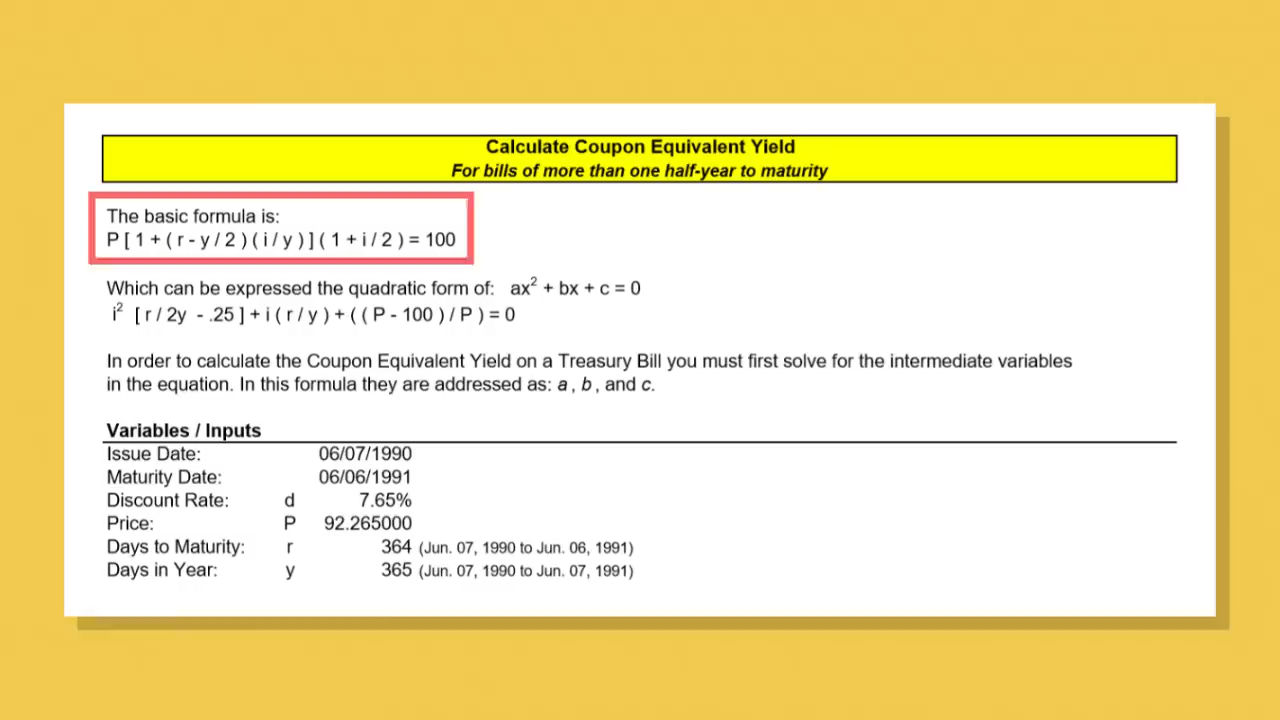 Calculate Coupon Equivalent Yield
For bills of more than one half-year to maturity
The basic formula is:
P [ 1 + ( r - y / 2 ) ( i / y ) ] ( 1 + i / 2 ) = 100
Which can be expressed the quadratic form of: ax² + bx + c = 0
i² [ r / 2y - .25 ] + i ( r / y ) + ( ( P - 100 ) / P ) = 0
In order to calculate the Coupon Equivalent Yield on a Treasury Bill you must first solve for the intermediate variables
in the equation. In this formula they are addressed as: a , b , and c.
Variables / Inputs
Issue Date: 06/07/1990
Maturity Date: 06/06/1991
Discount Rate: d 7.65%
Price: P 92.265000
Days to Maturity: r 364 (Jun. 07, 1990 to Jun. 06, 1991)
Days in Year: y 365 (Jun. 07, 1990 to Jun. 07, 1991)